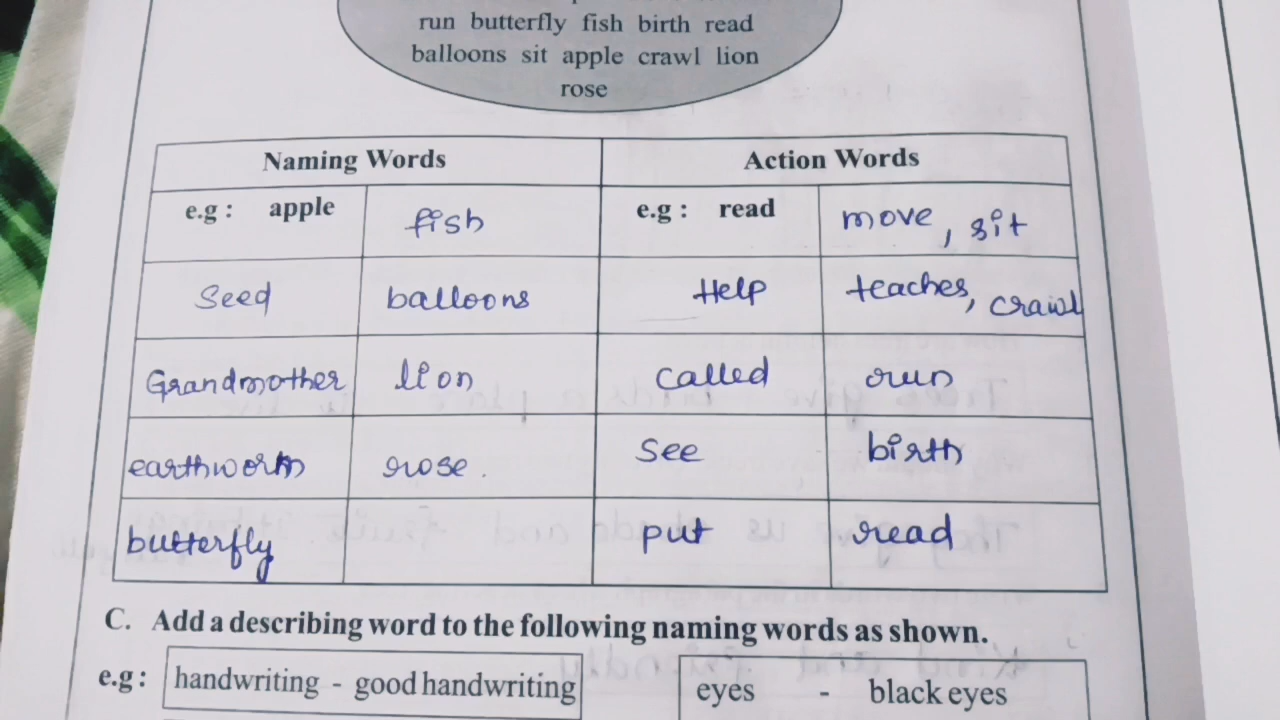 run butterfly fish birth read
balloons sit apple crawl lion
rose
Naming Words Action Words
e.g : apple fish e.g : read move, sit
Seed balloons Help teaches, crawl
Grandmother lion called run
earthworm rose. see birth
butterfly put read
C. Add a describing word to the following naming words as shown.
e.g : handwriting - good handwriting eyes - black eyes